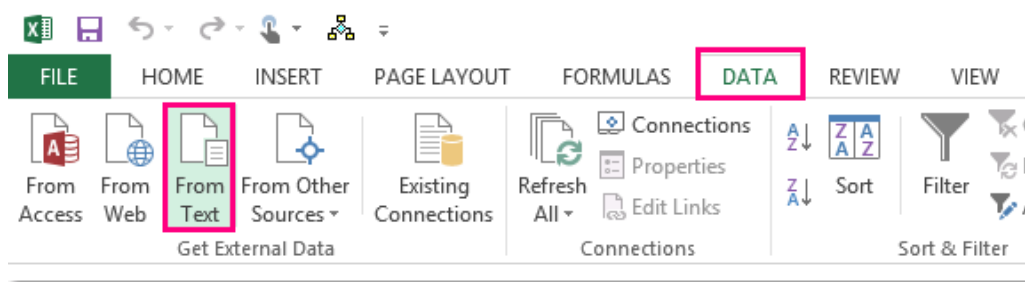 FILE HOME INSERT PAGE LAYOUT FORMULAS DATA REVIEW VIEW
From Access
From Web
From Text
From Other Sources
Existing Connections
Get External Data
Refresh All
Connections
Properties
Edit Links
Connections
A Z
Z A
Z A
A Z
Sort
Filter
Sort & Filter